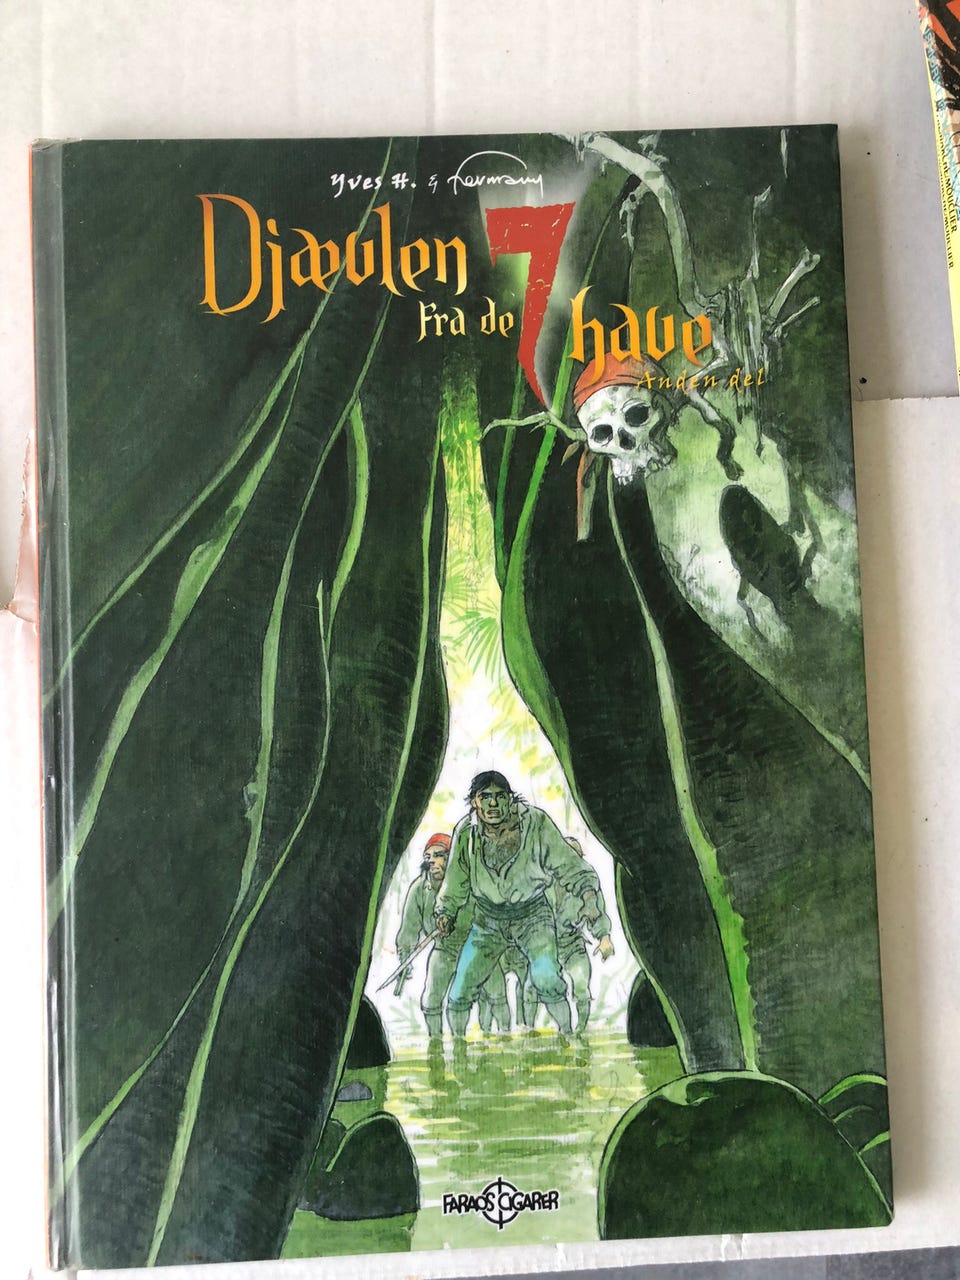 Yves H. & Hermann
Djævlen
Fra de 7 have
Anden del
FARAOS CIGARER